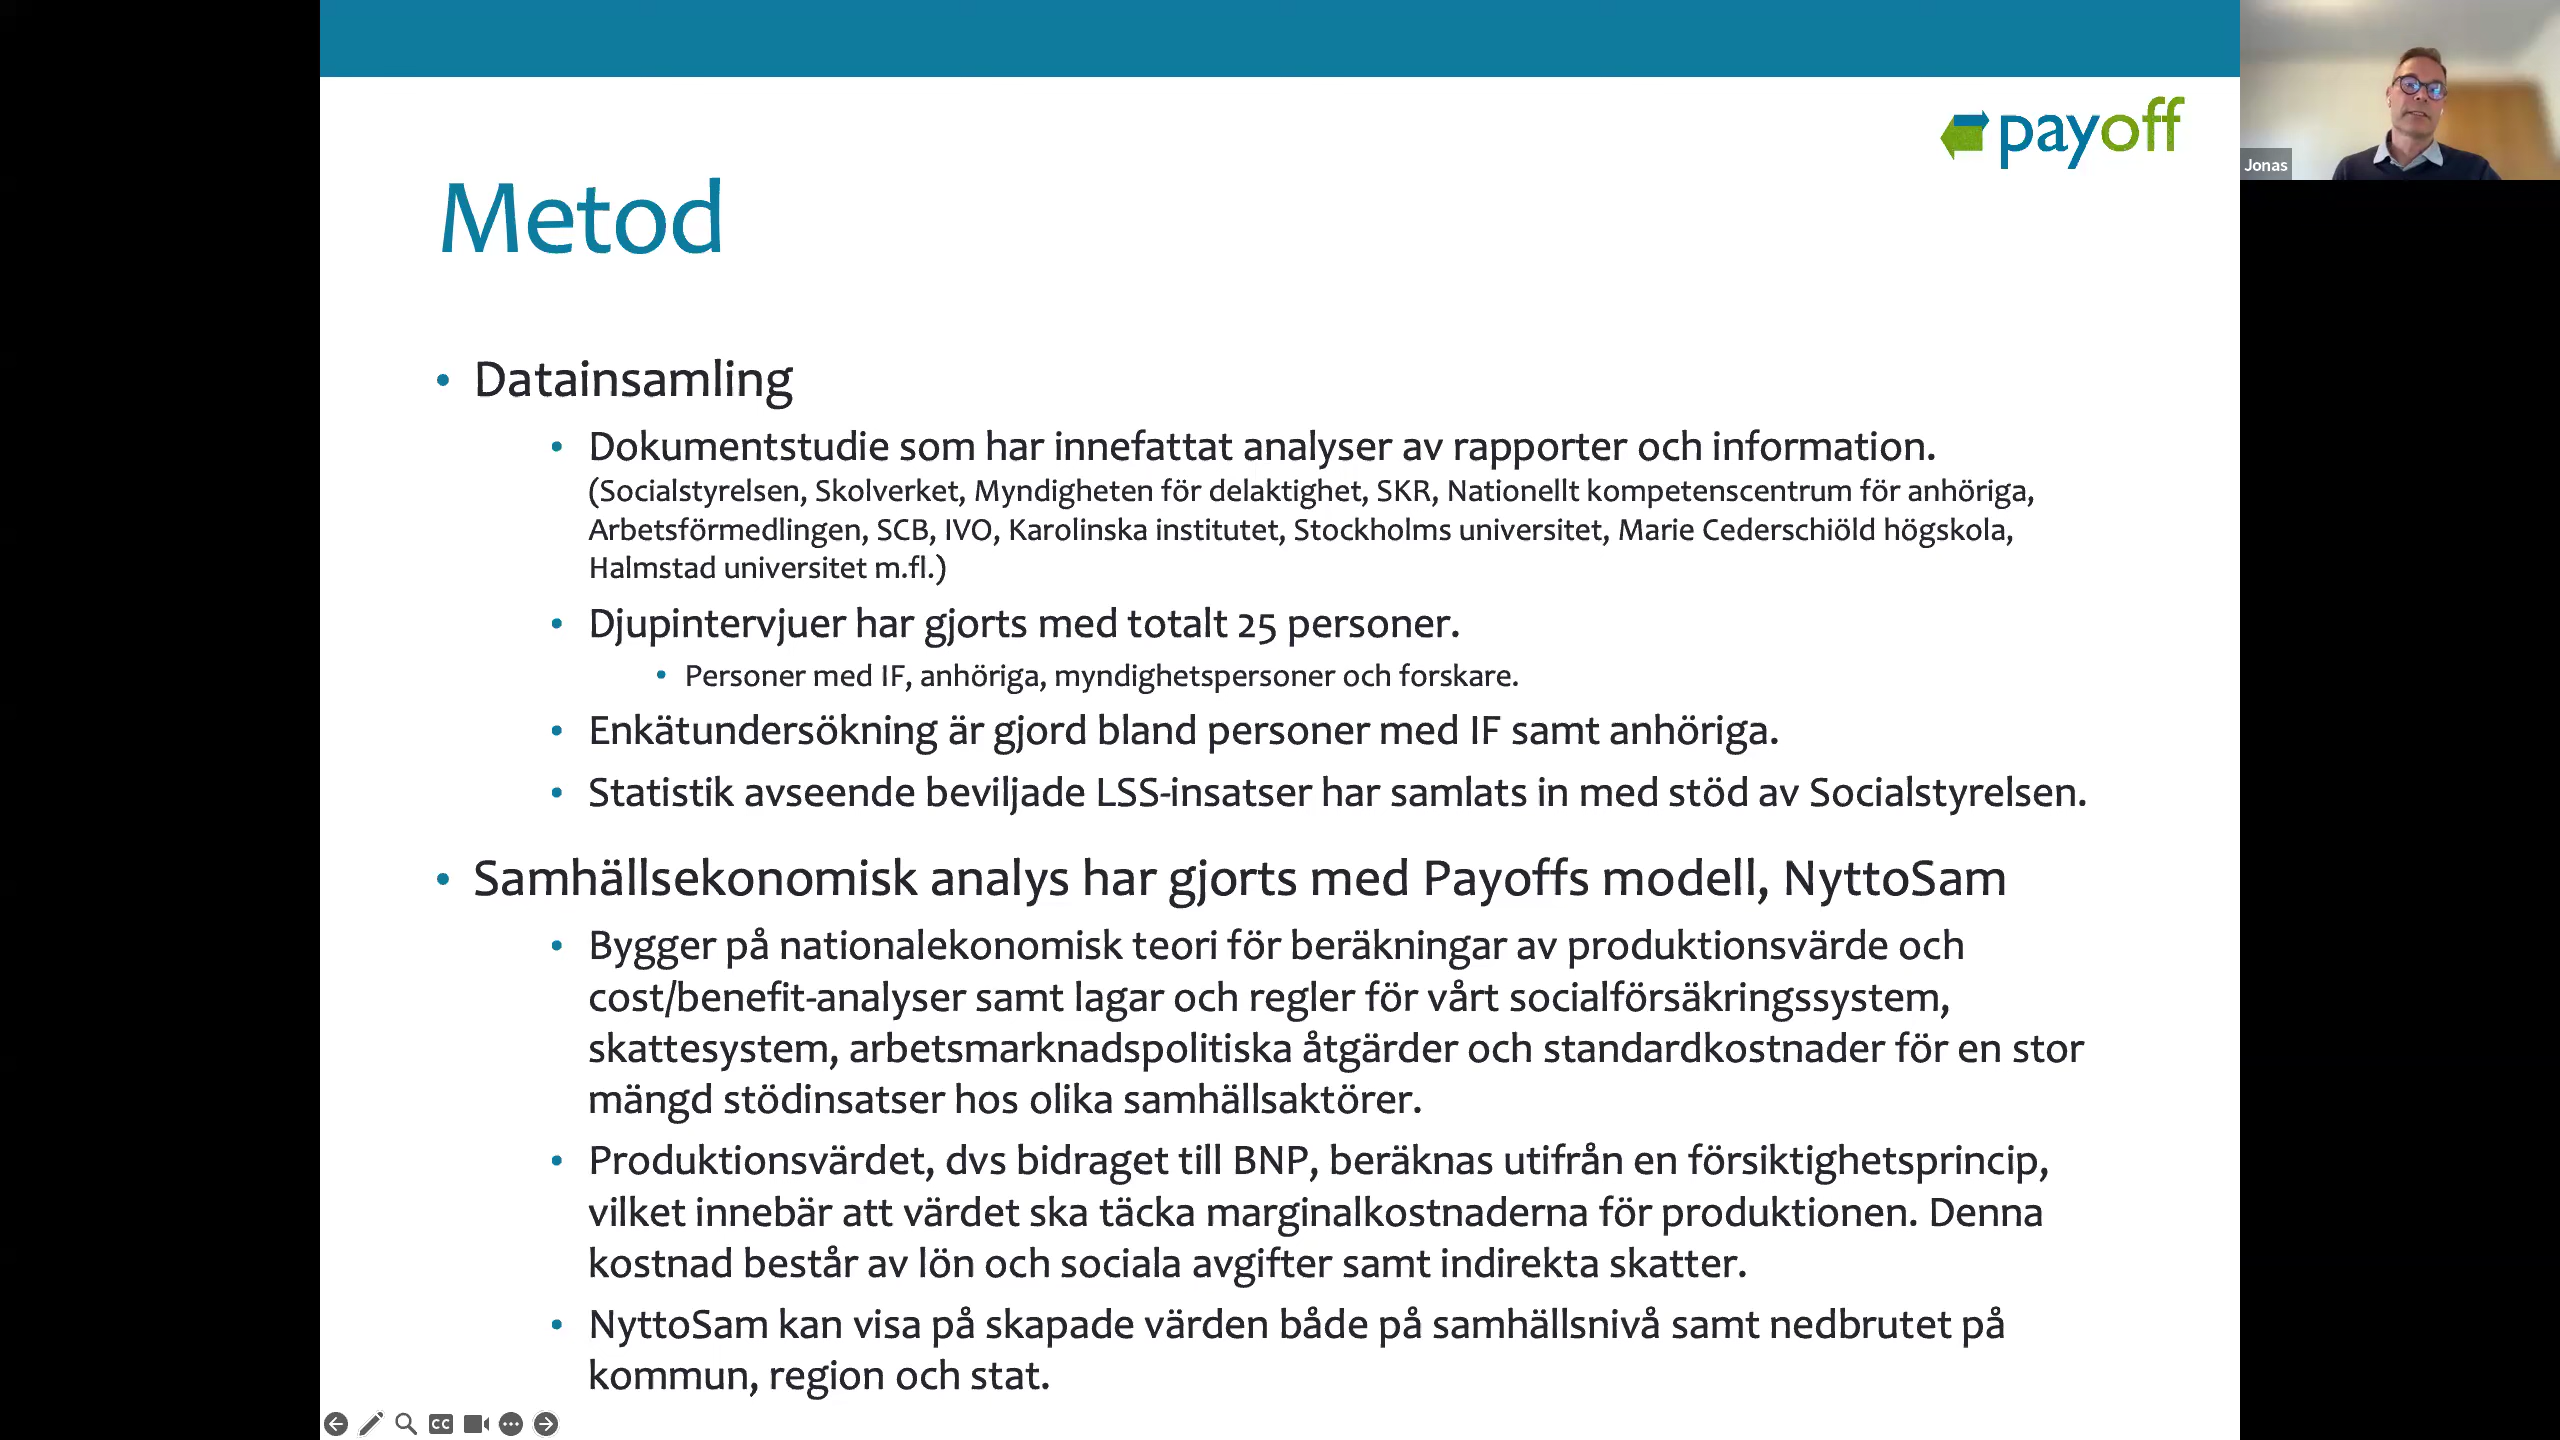 payoff
Jonas
Metod
• Datainsamling
• Dokumentstudie som har innefattat analyser av rapporter och information.
(Socialstyrelsen, Skolverket, Myndigheten för delaktighet, SKR, Nationellt kompetenscentrum för anhöriga,
Arbetsförmedlingen, SCB, IVO, Karolinska institutet, Stockholms universitet, Marie Cederschiöld högskola,
Halmstad universitet m.fl.)
• Djupintervjuer har gjorts med totalt 25 personer.
• Personer med IF, anhöriga, myndighetspersoner och forskare.
• Enkätundersökning är gjord bland personer med IF samt anhöriga.
• Statistik avseende beviljade LSS-insatser har samlats in med stöd av Socialstyrelsen.
• Samhällsekonomisk analys har gjorts med Payoffs modell, NyttoSam
• Bygger på nationalekonomisk teori för beräkningar av produktionsvärde och
cost/benefit-analyser samt lagar och regler för vårt socialförsäkringssystem,
skattesystem, arbetsmarknadspolitiska åtgärder och standardkostnader för en stor
mängd stödinsatser hos olika samhällsaktörer.
• Produktionsvärdet, dvs bidraget till BNP, beräknas utifrån en försiktighetsprincip,
vilket innebär att värdet ska täcka marginalkostnaderna för produktionen. Denna
kostnad består av lön och sociala avgifter samt indirekta skatter.
• NyttoSam kan visa på skapade värden både på samhällsnivå samt nedbrutet på
kommun, region och stat.
CC